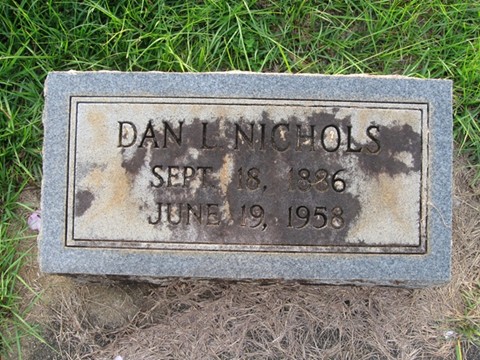 DAN L NICHOLS
SEPT. 18, 1886
JUNE 19, 1958